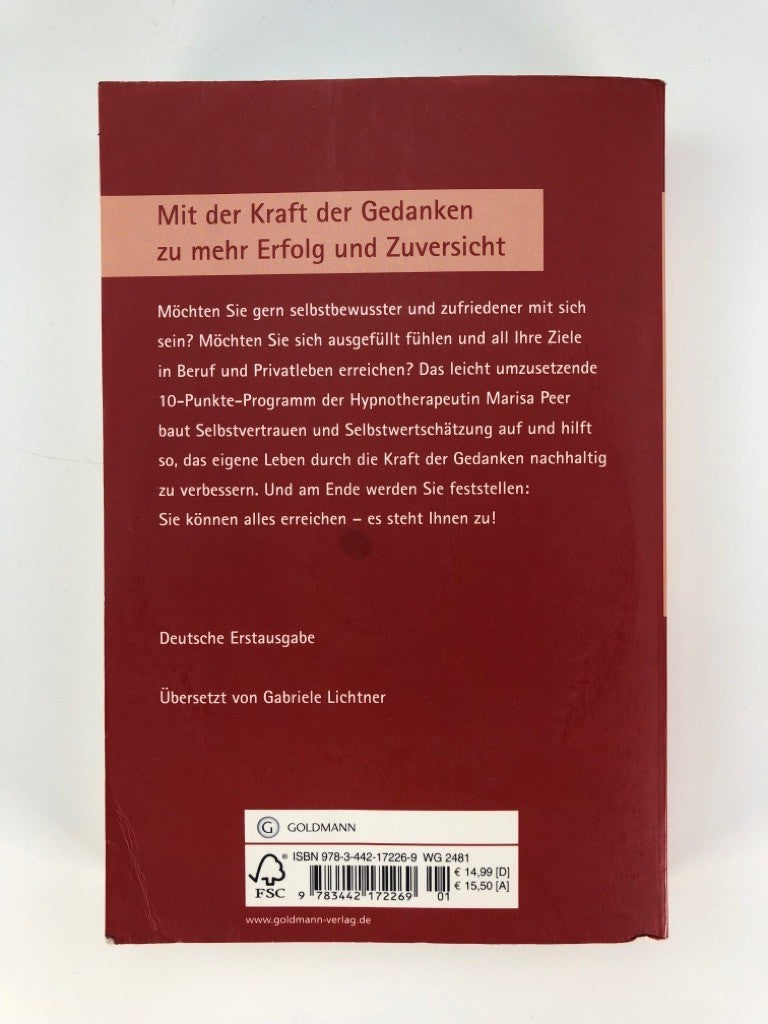 Mit der Kraft der Gedanken
zu mehr Erfolg und Zuversicht
Möchten Sie gern selbstbewusster und zufriedener mit sich
sein? Möchten Sie sich ausgefüllt fühlen und all Ihre Ziele
in Beruf und Privatleben erreichen? Das leicht umzusetzende
10-Punkte-Programm der Hypnotherapeutin Marisa Peer
baut Selbstvertrauen und Selbstwertschätzung auf und hilft
so, das eigene Leben durch die Kraft der Gedanken nachhaltig
zu verbessern. Und am Ende werden Sie feststellen:
Sie können alles erreichen – es steht Ihnen zu!
Deutsche Erstausgabe
Übersetzt von Gabriele Lichtner
G GOLDMANN
ISBN 978-3-442-17226-9 WG 2481
€ 14,99 [D]
€ 15,50 [A]
® FSC
9 783442 172269 01
www.goldmann-verlag.de